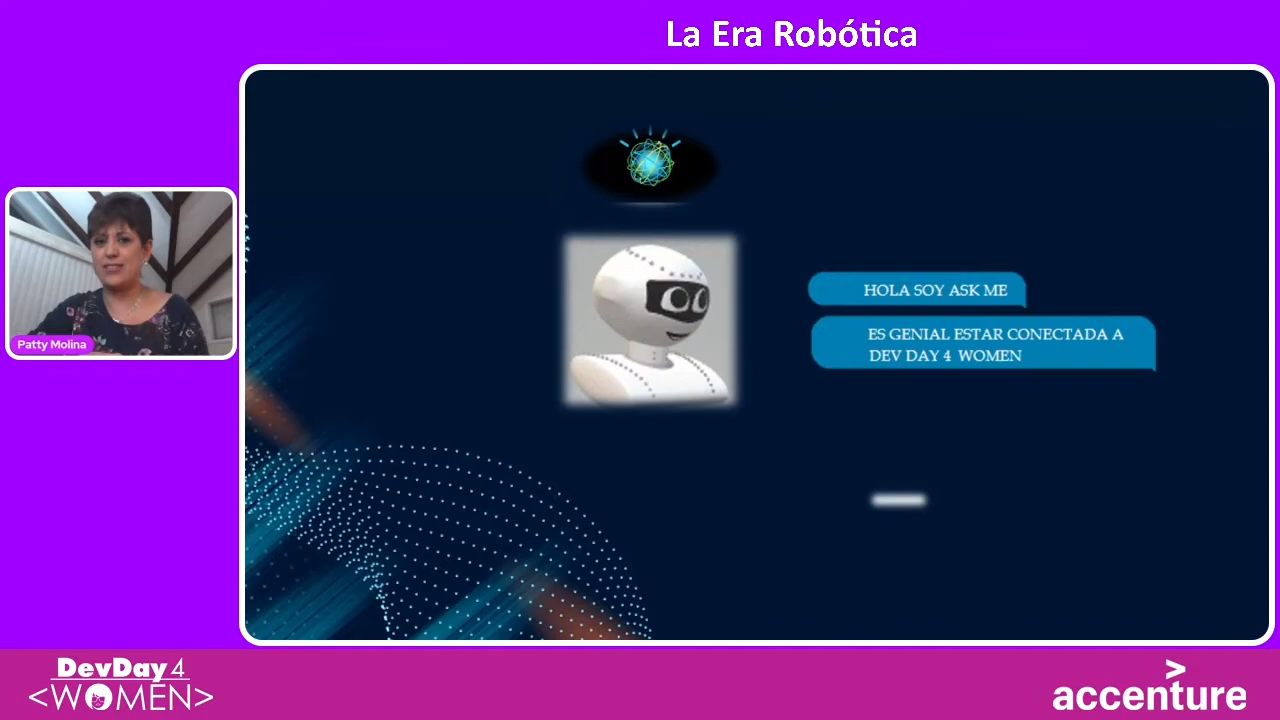 La Era Robótica
HOLA SOY ASK ME
ES GENIAL ESTAR CONECTADA A
DEV DAY 4 WOMEN
Patty Molina
DevDay 4
<WOMEN>
>
accenture